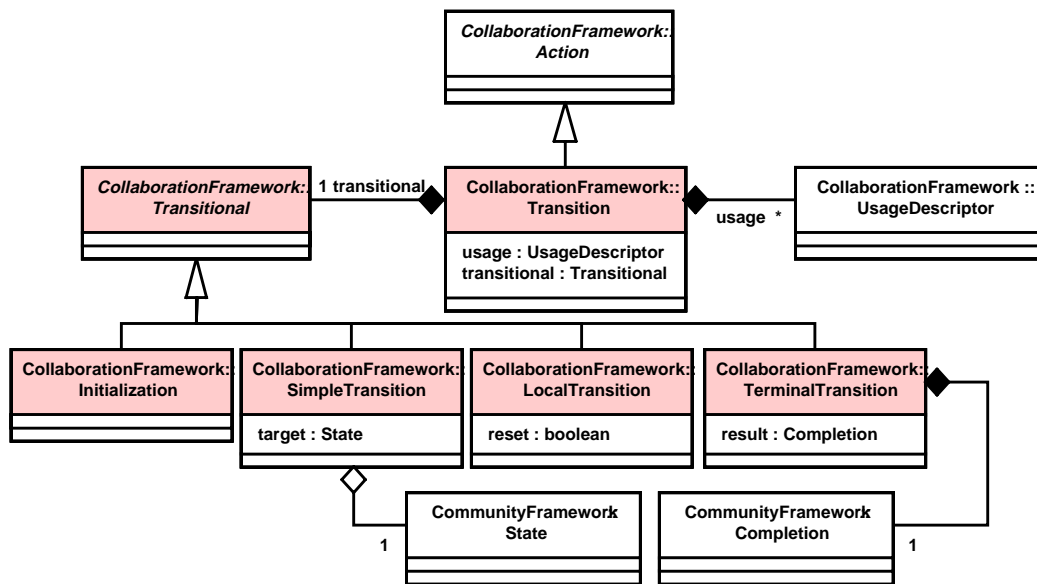 CollaborationFramework::
Action
CollaborationFramework::
Transitional
1 transitional
CollaborationFramework::
Transition
usage : UsageDescriptor
transitional : Transitional
usage *
CollaborationFramework ::
UsageDescriptor
CollaborationFramework::
Initialization
CollaborationFramework::
SimpleTransition
target : State
CollaborationFramework::
LocalTransition
reset : boolean
CollaborationFramework::
TerminalTransition
result : Completion
1
CommunityFramework::
State
CommunityFramework::
Completion
1